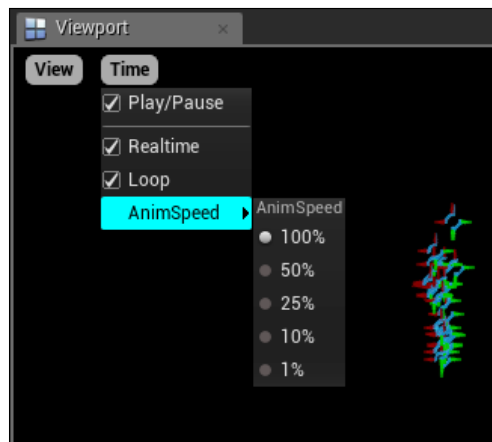 Viewport
View Time
Play/Pause
Realtime
Loop
AnimSpeed
AnimSpeed
100%
50%
25%
10%
1%